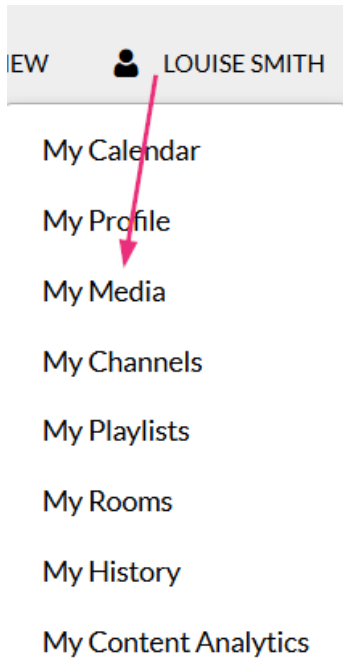 IEW LOUISE SMITH
My Calendar
My Profile
My Media
My Channels
My Playlists
My Rooms
My History
My Content Analytics